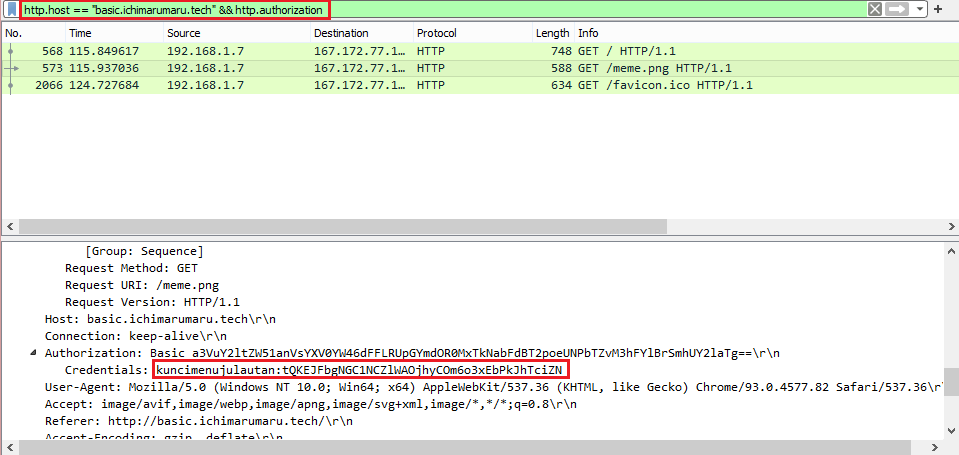 http.host == "basic.ichimarumaru.tech" && http.authorization
No. Time Source Destination Protocol Length Info
568 115.849617 192.168.1.7 167.172.77.1... HTTP 748 GET / HTTP/1.1
573 115.937036 192.168.1.7 167.172.77.1... HTTP 588 GET /meme.png HTTP/1.1
2066 124.727684 192.168.1.7 167.172.77.1... HTTP 634 GET /favicon.ico HTTP/1.1
[Group: Sequence]
Request Method: GET
Request URI: /meme.png
Request Version: HTTP/1.1
Host: basic.ichimarumaru.tech\r\n
Connection: keep-alive\r\n
Authorization: Basic a3VuY2ltZW51anVsYXV0YW46dFFLRUpGYmdOR0MxTkNabFdBT2poeUNPbTZvM3hFYlBrSmhUY2laTg==\r\n
Credentials: kuncimenujulautan:tQKEJFbgNGC1NCZlWAOjhyCOm6o3xEbPkJhTciZN
User-Agent: Mozilla/5.0 (Windows NT 10.0; Win64; x64) AppleWebKit/537.36 (KHTML, like Gecko) Chrome/93.0.4577.82 Safari/537.36\r
Accept: image/avif,image/webp,image/apng,image/svg+xml,image/*,*/*;q=0.8\r\n
Referer: http://basic.ichimarumaru.tech/\r\n
Accept-Encoding: gzip, deflate\r\n